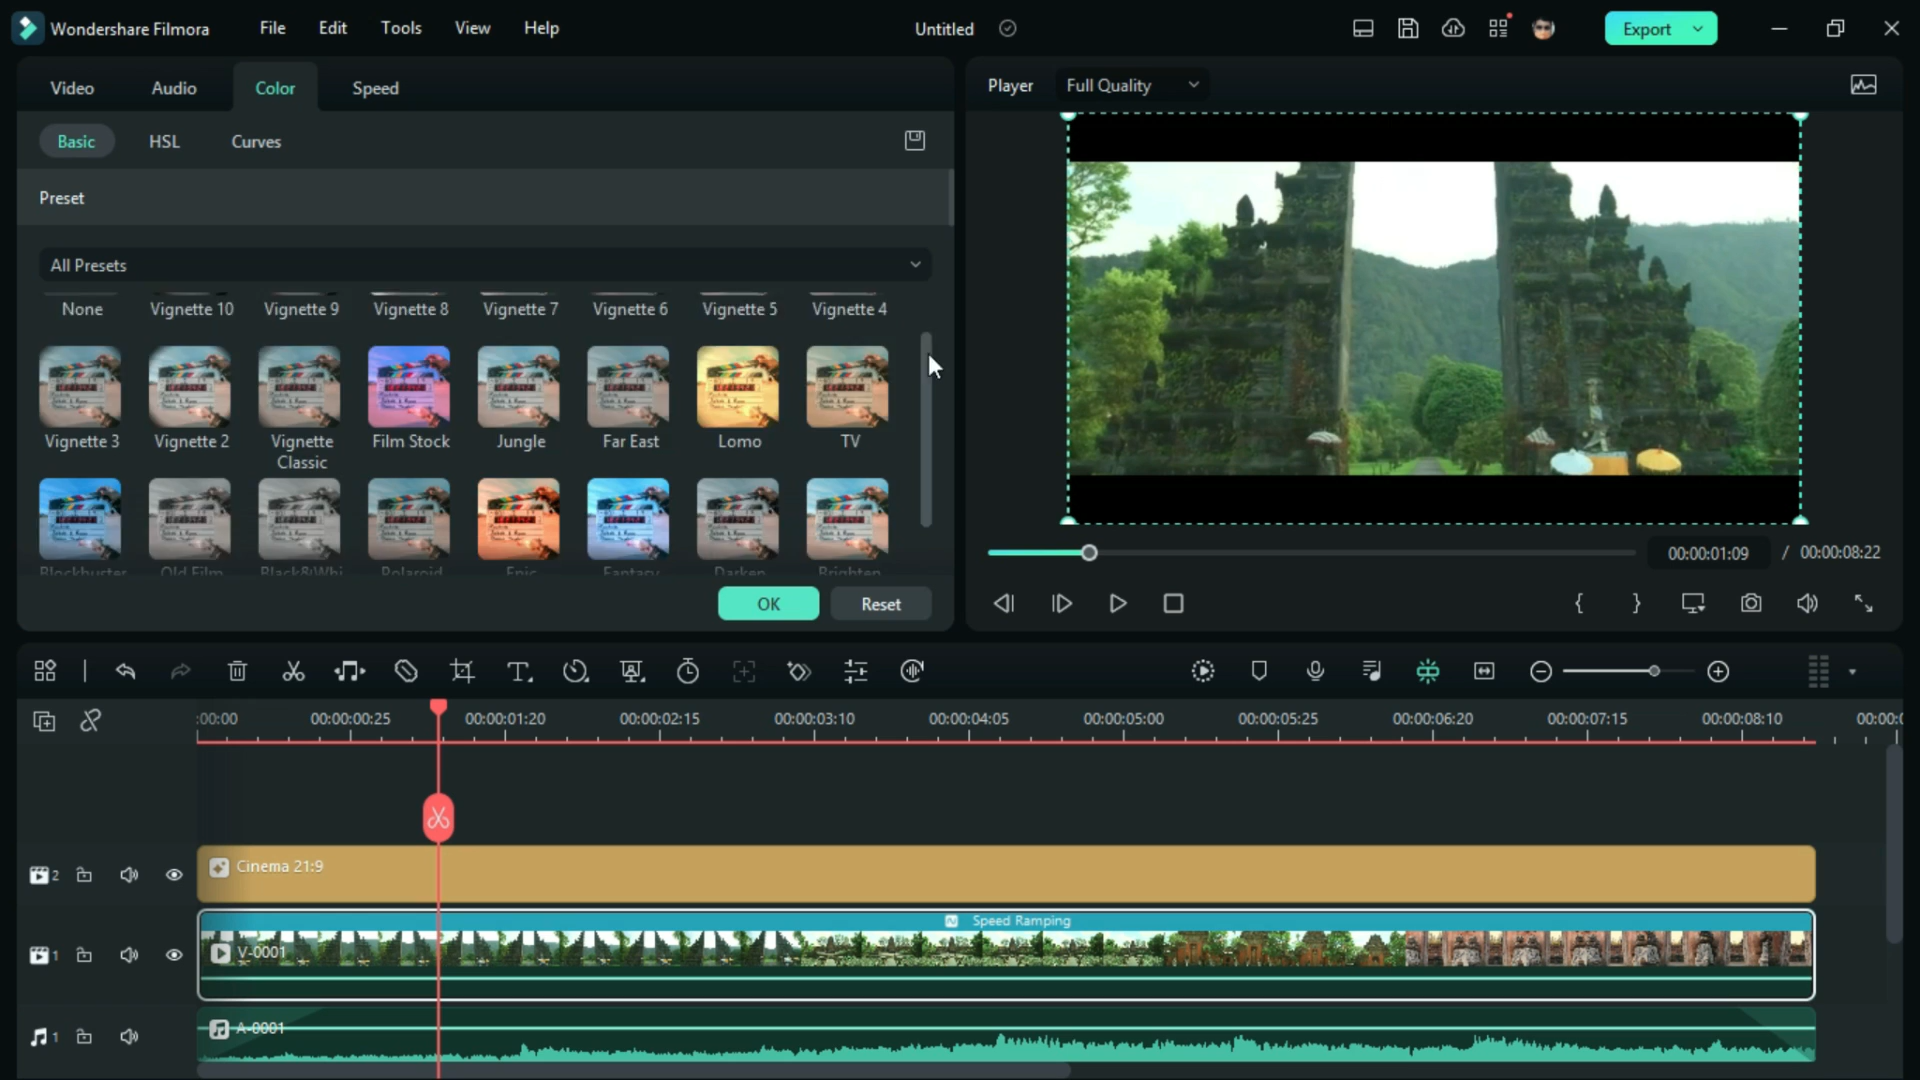 Wondershare Filmora File Edit Tools View Help Untitled Export
Video Audio Color Speed
Player Full Quality
Basic HSL Curves
Preset
All Presets
None Vignette 10 Vignette 9 Vignette 8 Vignette 7 Vignette 6 Vignette 5 Vignette 4
Vignette 3 Vignette 2 Vignette Classic Film Stock Jungle Far East Lomo TV
Blockbuster Old Film Black&Whi Polaroid Epic Fantasy Darken Brighten
OK Reset
00:00:01:09 / 00:00:08:22
:00:00 00:00:00:25 00:00:01:20 00:00:02:15 00:00:03:10 00:00:04:05 00:00:05:00 00:00:05:25 00:00:06:20 00:00:07:15 00:00:08:10 00:00:0
2 Cinema 21:9
Speed Ramping
1 V-0001
1 A-0001